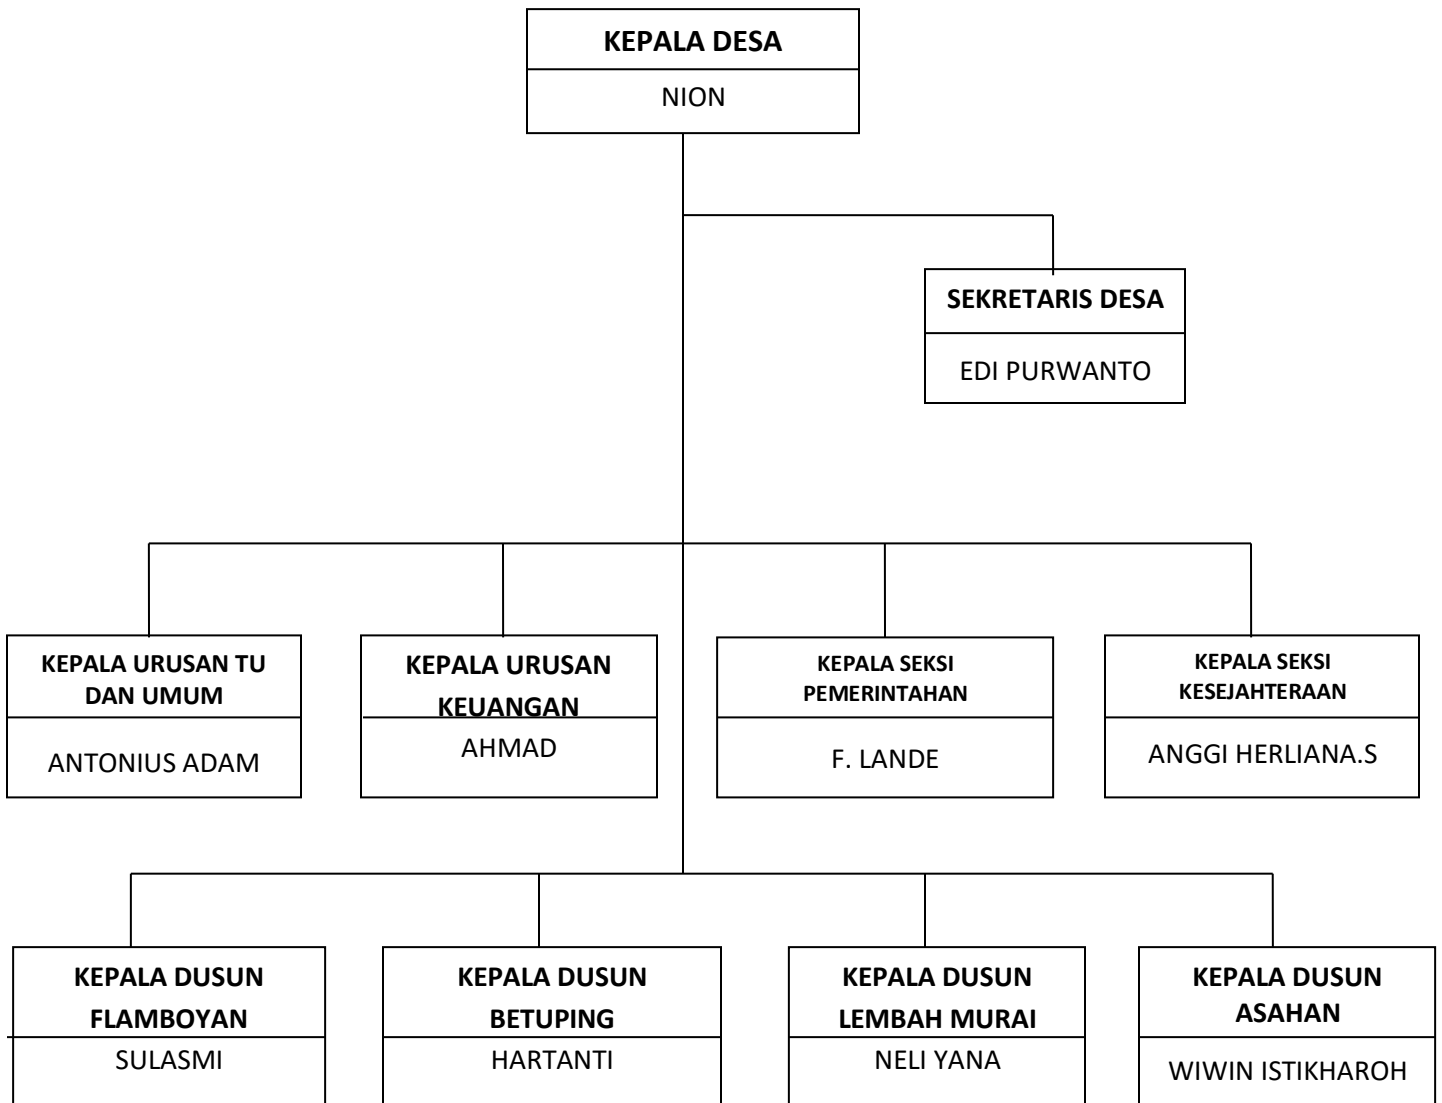 KEPALA DESA
NION
SEKRETARIS DESA
EDI PURWANTO
KEPALA URUSAN TU
DAN UMUM
ANTONIUS ADAM
KEPALA URUSAN
KEUANGAN
AHMAD
KEPALA SEKSI
PEMERINTAHAN
F. LANDE
KEPALA SEKSI
KESEJAHTERAAN
ANGGI HERLIANA.S
KEPALA DUSUN
FLAMBOYAN
SULASMI
KEPALA DUSUN
BETUPING
HARTANTI
KEPALA DUSUN
LEMBAH MURAI
NELI YANA
KEPALA DUSUN
ASAHAN
WIWIN ISTIKHAROH